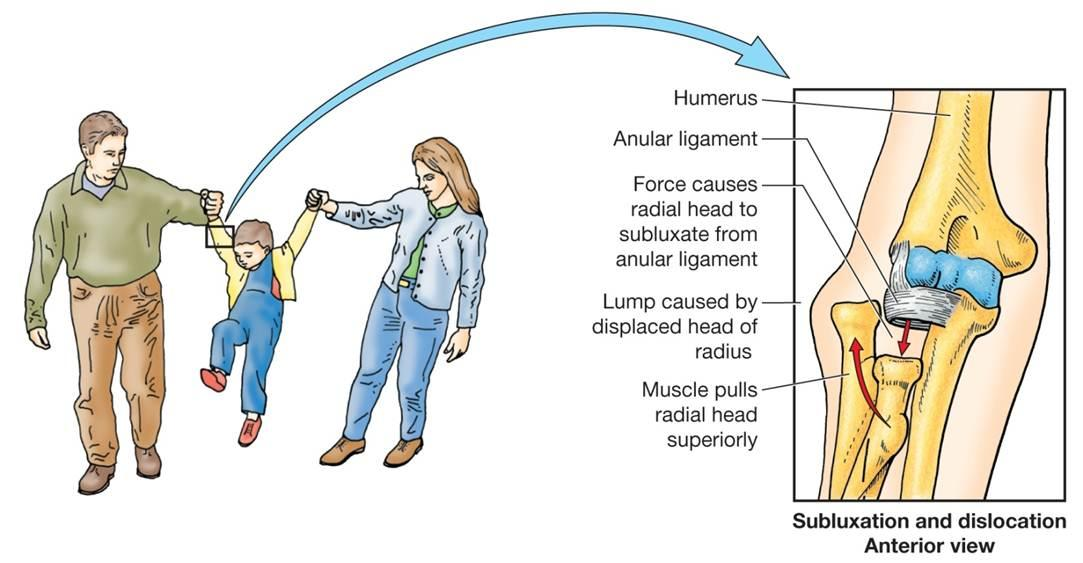 Humerus
Anular ligament
Force causes
radial head to
subluxate from
anular ligament
Lump caused by
displaced head of
radius
Muscle pulls
radial head
superiorly
Subluxation and dislocation
Anterior view